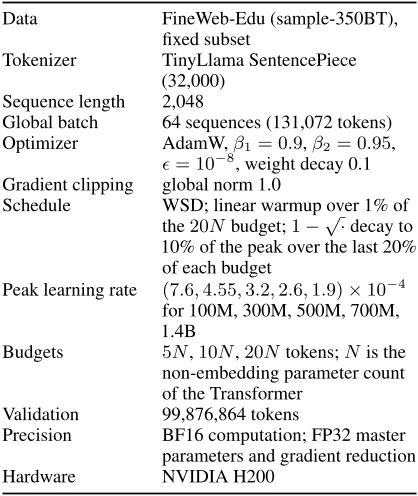 Data FineWeb-Edu (sample-350BT),
fixed subset
Tokenizer TinyLlama SentencePiece
(32,000)
Sequence length 2,048
Global batch 64 sequences (131,072 tokens)
Optimizer AdamW, β₁ = 0.9, β₂ = 0.95,
ϵ = 10⁻⁸, weight decay 0.1
Gradient clipping global norm 1.0
Schedule WSD; linear warmup over 1% of
the 20N budget; 1 − √· decay to
10% of the peak over the last 20%
of each budget
Peak learning rate (7.6, 4.55, 3.2, 2.6, 1.9) × 10⁻⁴
for 100M, 300M, 500M, 700M,
1.4B
Budgets 5N, 10N, 20N tokens; N is the
non-embedding parameter count
of the Transformer
Validation 99,876,864 tokens
Precision BF16 computation; FP32 master
parameters and gradient reduction
Hardware NVIDIA H200